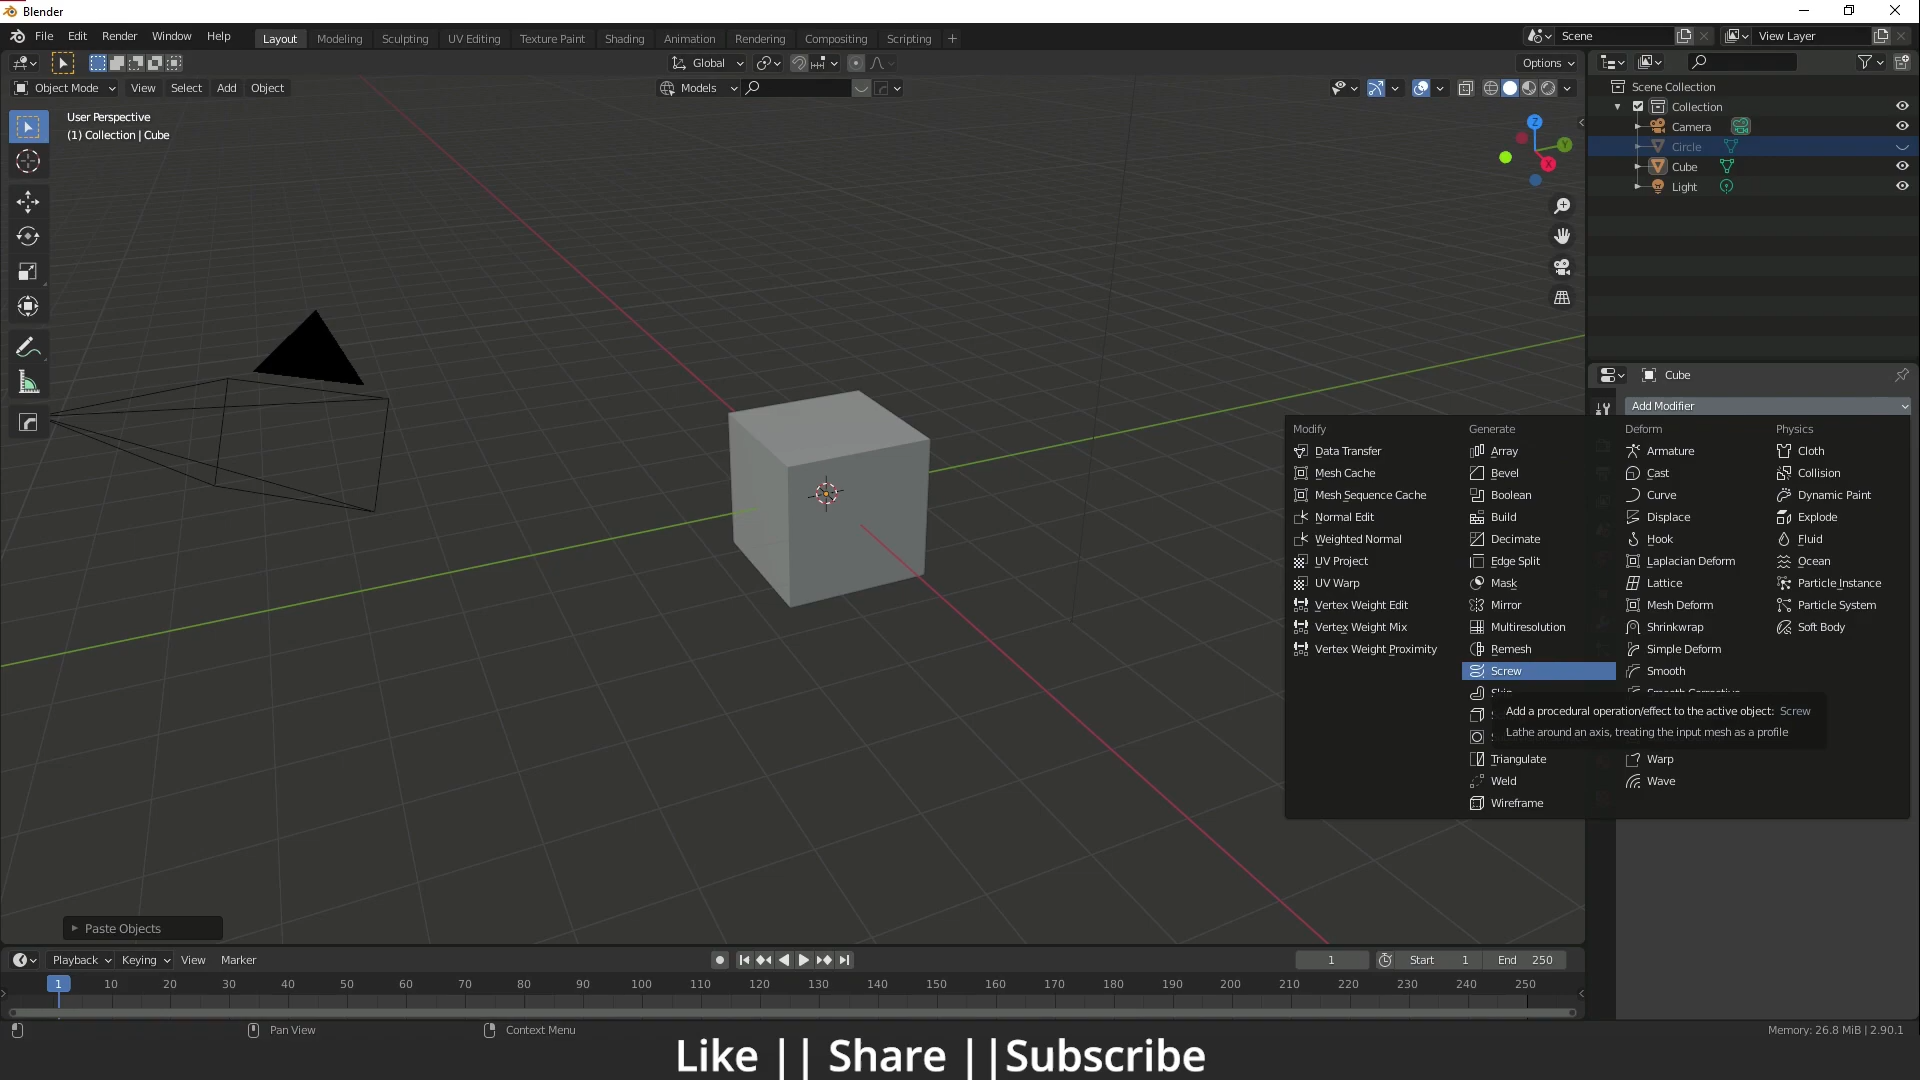 Blender
File Edit Render Window Help
Layout Modeling Sculpting UV Editing Texture Paint Shading Animation Rendering Compositing Scripting +
Scene
View Layer
Global
Options
Object Mode View Select Add Object
Models
User Perspective
(1) Collection | Cube
Z
Y
X
Scene Collection
Collection
Camera
Circle
Cube
Light
Cube
Add Modifier
Modify
Data Transfer
Mesh Cache
Mesh Sequence Cache
Normal Edit
Weighted Normal
UV Project
UV Warp
Vertex Weight Edit
Vertex Weight Mix
Vertex Weight Proximity
Generate
Array
Bevel
Boolean
Build
Decimate
Edge Split
Mask
Mirror
Multiresolution
Remesh
Screw
Triangulate
Weld
Wireframe
Deform
Armature
Cast
Curve
Displace
Hook
Laplacian Deform
Lattice
Mesh Deform
Shrinkwrap
Simple Deform
Smooth
Warp
Wave
Physics
Cloth
Collision
Dynamic Paint
Explode
Fluid
Ocean
Particle Instance
Particle System
Soft Body
Add a procedural operation/effect to the active object: Screw
Lathe around an axis, treating the input mesh as a profile
Paste Objects
Playback Keying View Marker
1 Start 1 End 250
1 10 20 30 40 50 60 70 80 90 100 110 120 130 140 150 160 170 180 190 200 210 220 230 240 250
Pan View
Context Menu
Memory: 26.8 MiB | 2.90.1
Like || Share ||Subscribe